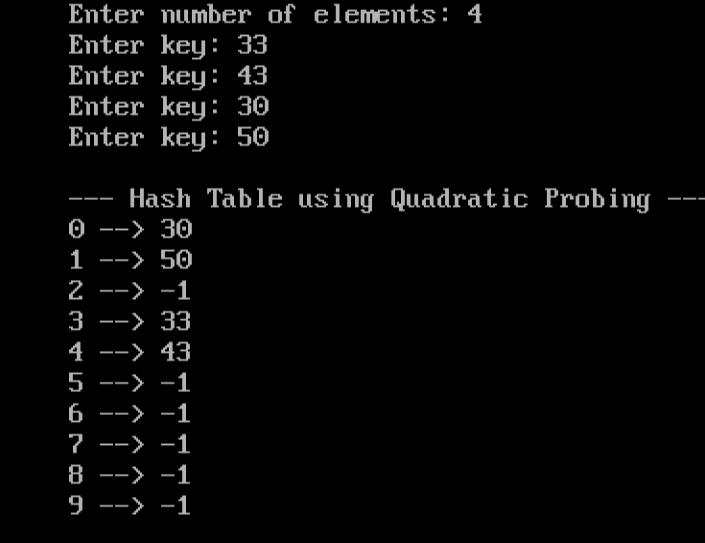 Enter number of elements: 4
Enter key: 33
Enter key: 43
Enter key: 30
Enter key: 50
--- Hash Table using Quadratic Probing ---
0 --> 30
1 --> 50
2 --> -1
3 --> 33
4 --> 43
5 --> -1
6 --> -1
7 --> -1
8 --> -1
9 --> -1